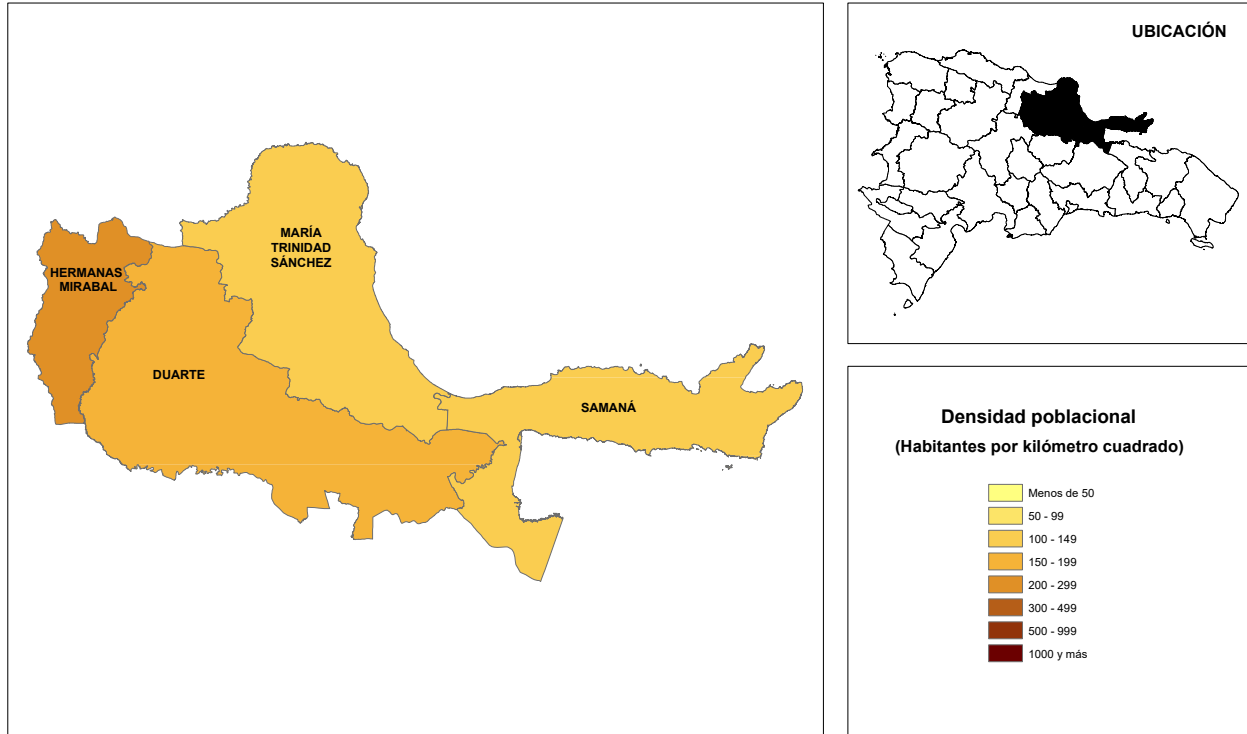 MARÍA
TRINIDAD
SÁNCHEZ
HERMANAS
MIRABAL
DUARTE
SAMANÁ
UBICACIÓN
Densidad poblacional
(Habitantes por kilómetro cuadrado)
Menos de 50
50 - 99
100 - 149
150 - 199
200 - 299
300 - 499
500 - 999
1000 y más